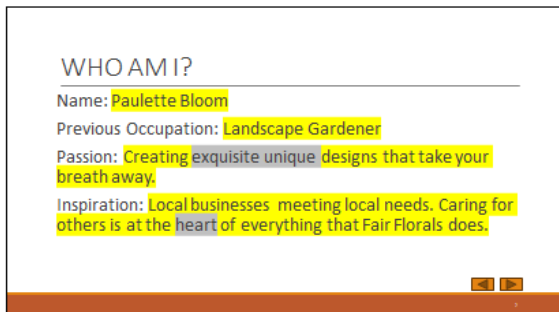 WHO AM I?
Name: Paulette Bloom
Previous Occupation: Landscape Gardener
Passion: Creating exquisite unique designs that take your
breath away.
Inspiration: Local businesses meeting local needs. Caring for
others is at the heart of everything that Fair Florals does.